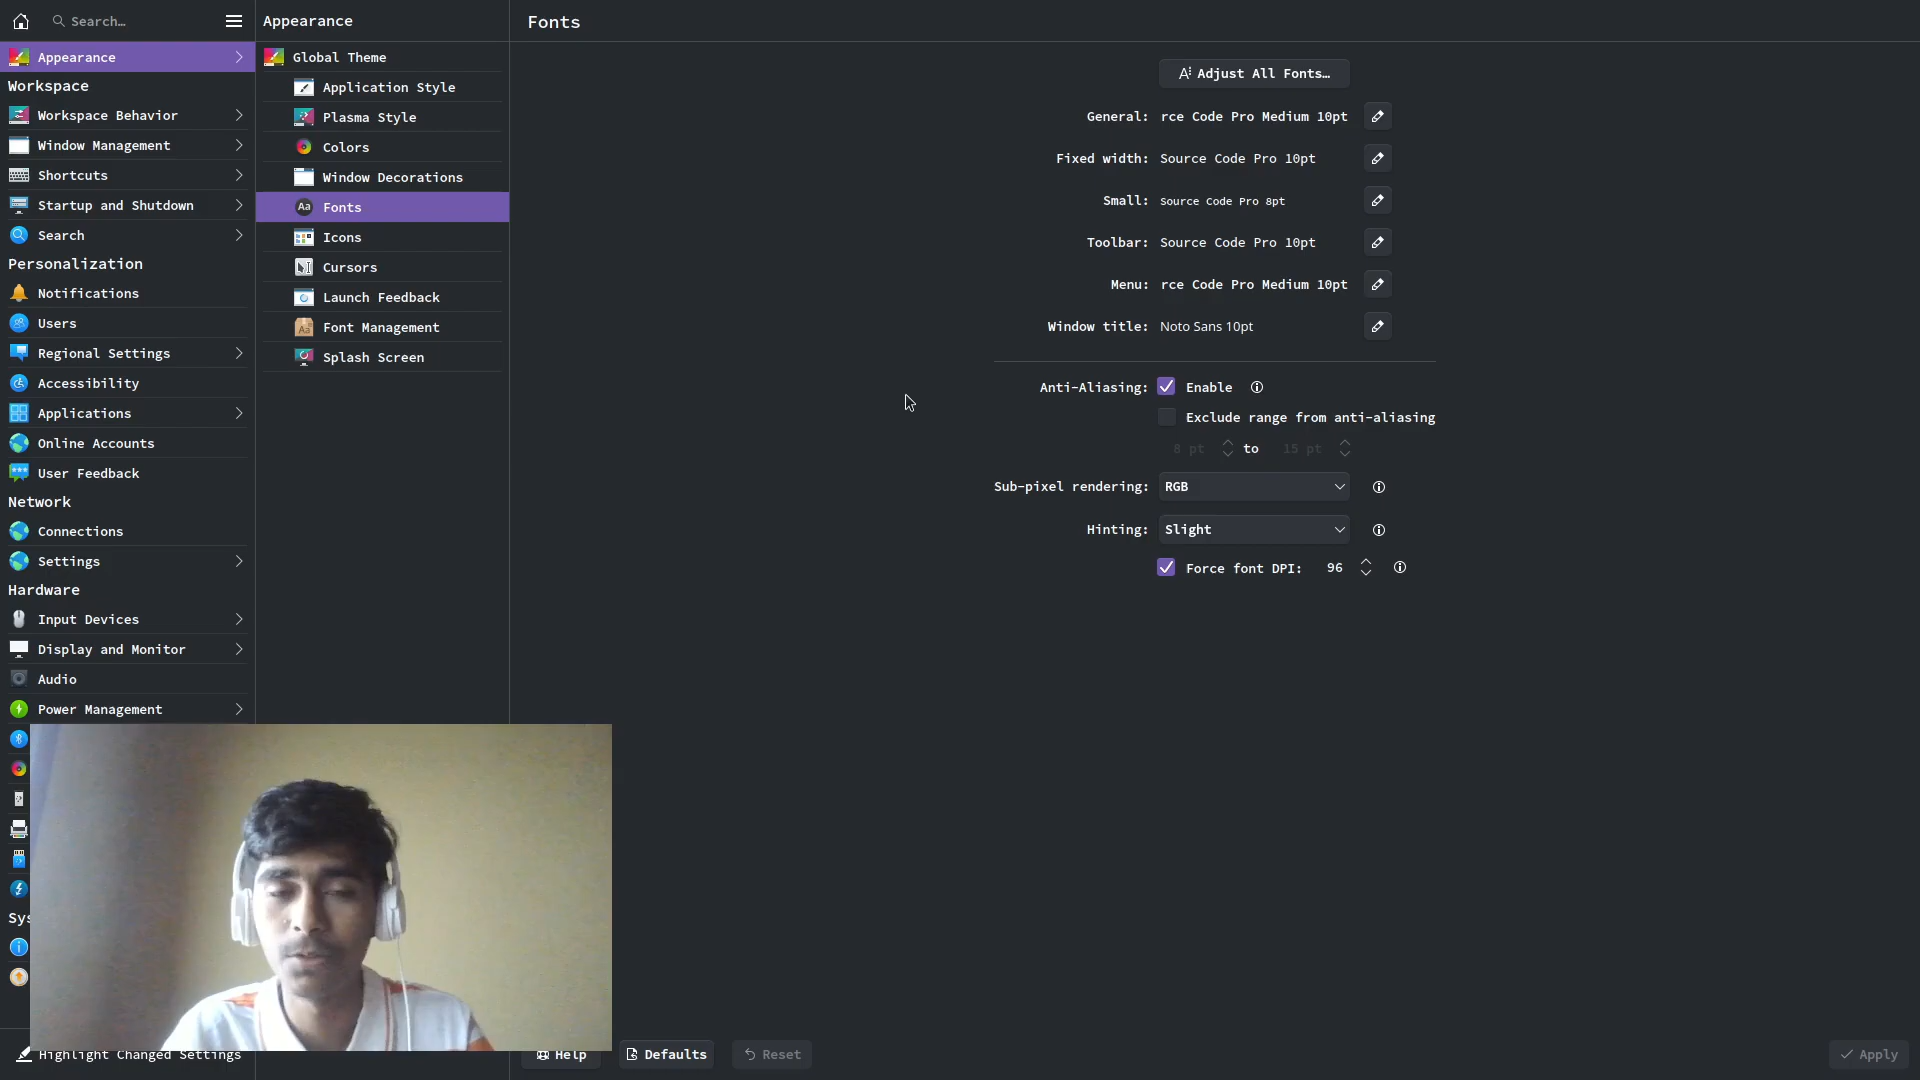 Search...
Appearance
Workspace
Workspace Behavior
Window Management
Shortcuts
Startup and Shutdown
Search
Personalization
Notifications
Users
Regional Settings
Accessibility
Applications
Online Accounts
User Feedback
Network
Connections
Settings
Hardware
Input Devices
Display and Monitor
Audio
Power Management
Sys
Highlight Changed Settings
Appearance
Global Theme
Application Style
Plasma Style
Colors
Window Decorations
Aa Fonts
Icons
Cursors
Launch Feedback
Aa Font Management
Splash Screen
Fonts
Adjust All Fonts...
General: rce Code Pro Medium 10pt
Fixed width: Source Code Pro 10pt
Small: Source Code Pro 8pt
Toolbar: Source Code Pro 10pt
Menu: rce Code Pro Medium 10pt
Window title: Noto Sans 10pt
Anti-Aliasing: Enable
Exclude range from anti-aliasing
8 pt to 15 pt
Sub-pixel rendering: RGB
Hinting: Slight
Force font DPI: 96
Help Defaults Reset Apply